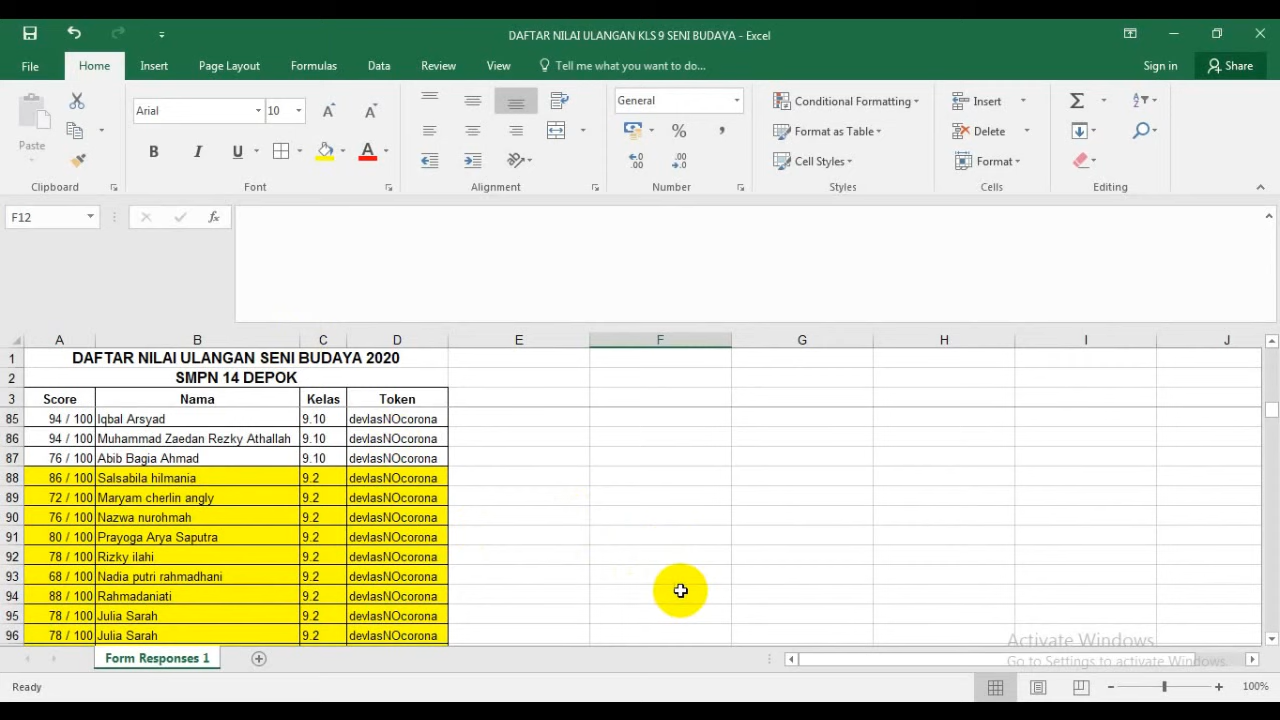 DAFTAR NILAI ULANGAN KLS 9 SENI BUDAYA - Excel
File Home Insert Page Layout Formulas Data Review View Tell me what you want to do... Sign in Share
Arial 10 General Conditional Formatting Insert
Paste B I U A % , Format as Table Delete
Cell Styles Format
Clipboard Font Alignment Number Styles Cells Editing
F12 fx
A B C D E F G H I J
1 DAFTAR NILAI ULANGAN SENI BUDAYA 2020
2 SMPN 14 DEPOK
3 Score Nama Kelas Token
85 94 / 100 Iqbal Arsyad 9.10 devlasNOcorona
86 94 / 100 Muhammad Zaedan Rezky Athallah 9.10 devlasNOcorona
87 76 / 100 Abib Bagia Ahmad 9.10 devlasNOcorona
88 86 / 100 Salsabila hilmania 9.2 devlasNOcorona
89 72 / 100 Maryam cherlin angly 9.2 devlasNOcorona
90 76 / 100 Nazwa nurohmah 9.2 devlasNOcorona
91 80 / 100 Prayoga Arya Saputra 9.2 devlasNOcorona
92 78 / 100 Rizky ilahi 9.2 devlasNOcorona
93 68 / 100 Nadia putri rahmadhani 9.2 devlasNOcorona
94 88 / 100 Rahmadaniati 9.2 devlasNOcorona
95 78 / 100 Julia Sarah 9.2 devlasNOcorona
96 78 / 100 Julia Sarah 9.2 devlasNOcorona
Activate Windows
Go to Settings to activate Windows.
Form Responses 1
Ready 100%